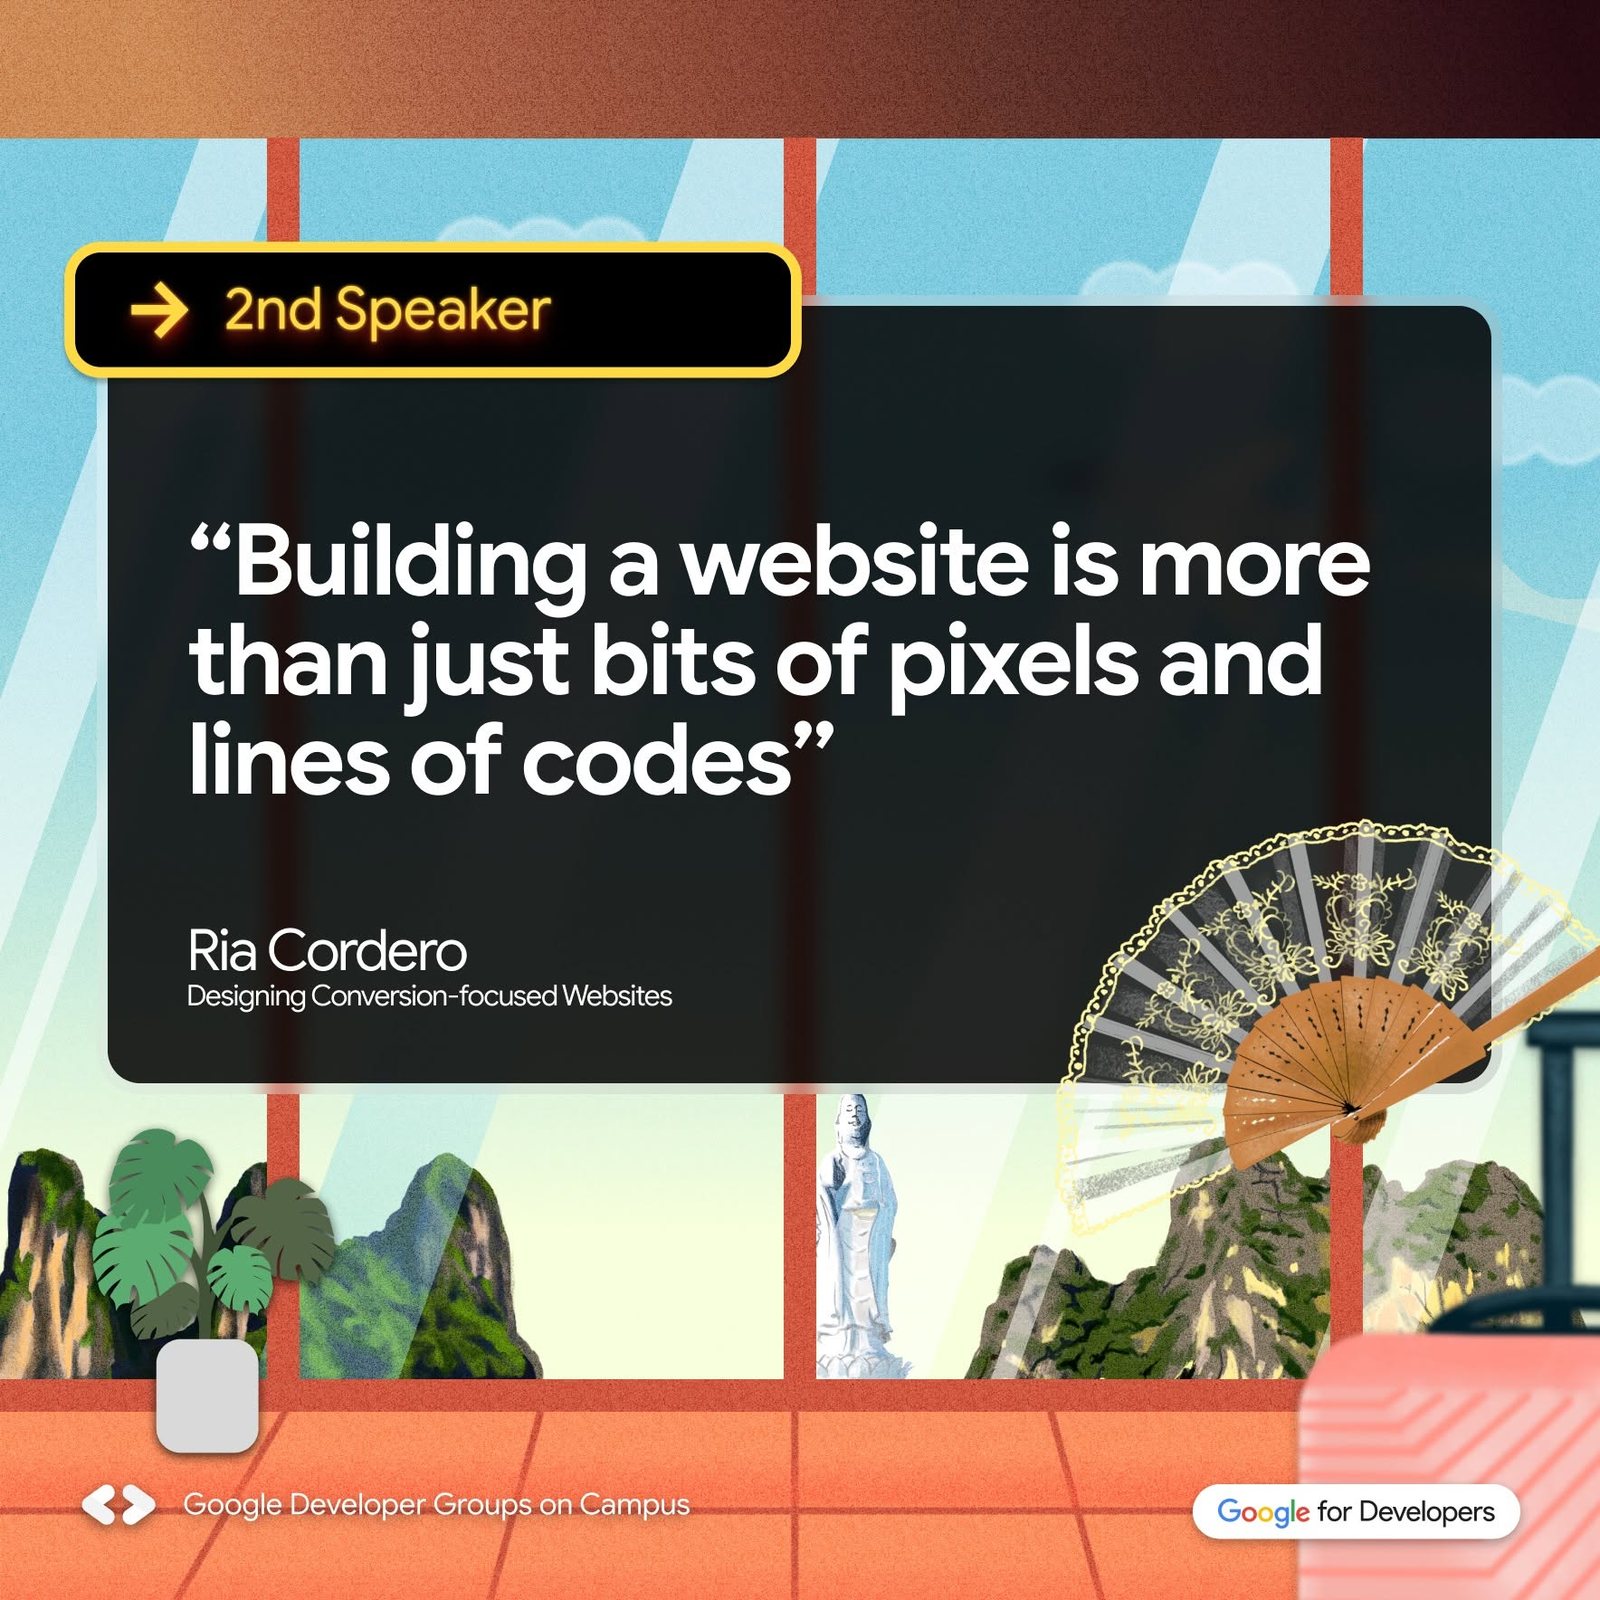 → 2nd Speaker
“Building a website is more
than just bits of pixels and
lines of codes”
Ria Cordero
Designing Conversion-focused Websites
Google Developer Groups on Campus
Google for Developers